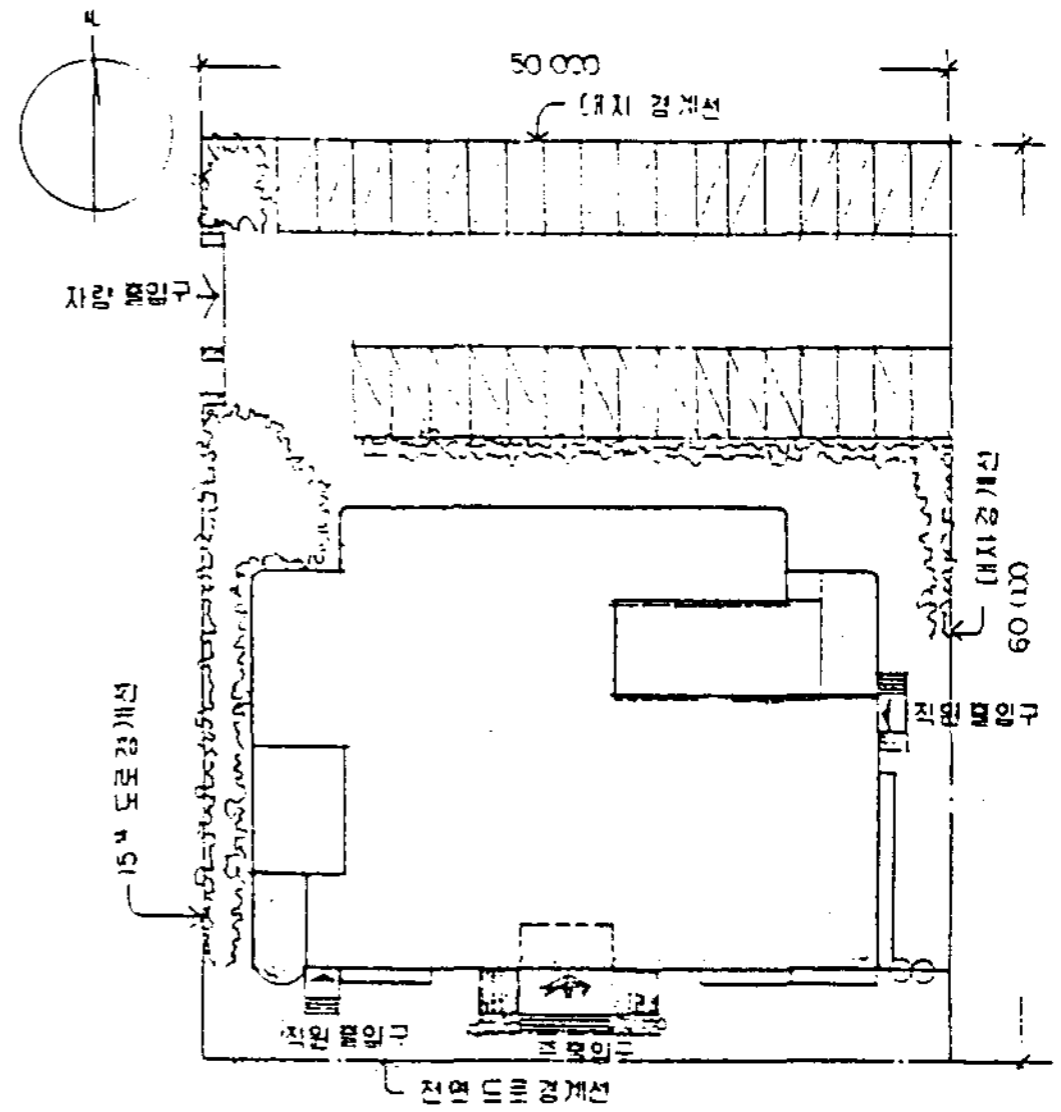 N
50 000
대지 경계선
차량 출입구
대지경계선
60 000
직원 출입구
15M 도로경계선
직원 출입구
주출입구
전면 도로경계선